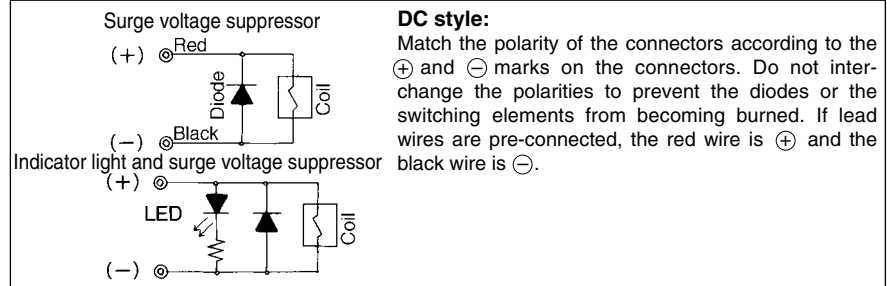 Surge voltage suppressor
(+) Red
Diode
Coil
(−) Black
Indicator light and surge voltage suppressor
(+)
LED
Coil
(−)
DC style:
Match the polarity of the connectors according to the
⊕ and ⊖ marks on the connectors. Do not inter-
change the polarities to prevent the diodes or the
switching elements from becoming burned. If lead
wires are pre-connected, the red wire is ⊕ and the
black wire is ⊖.